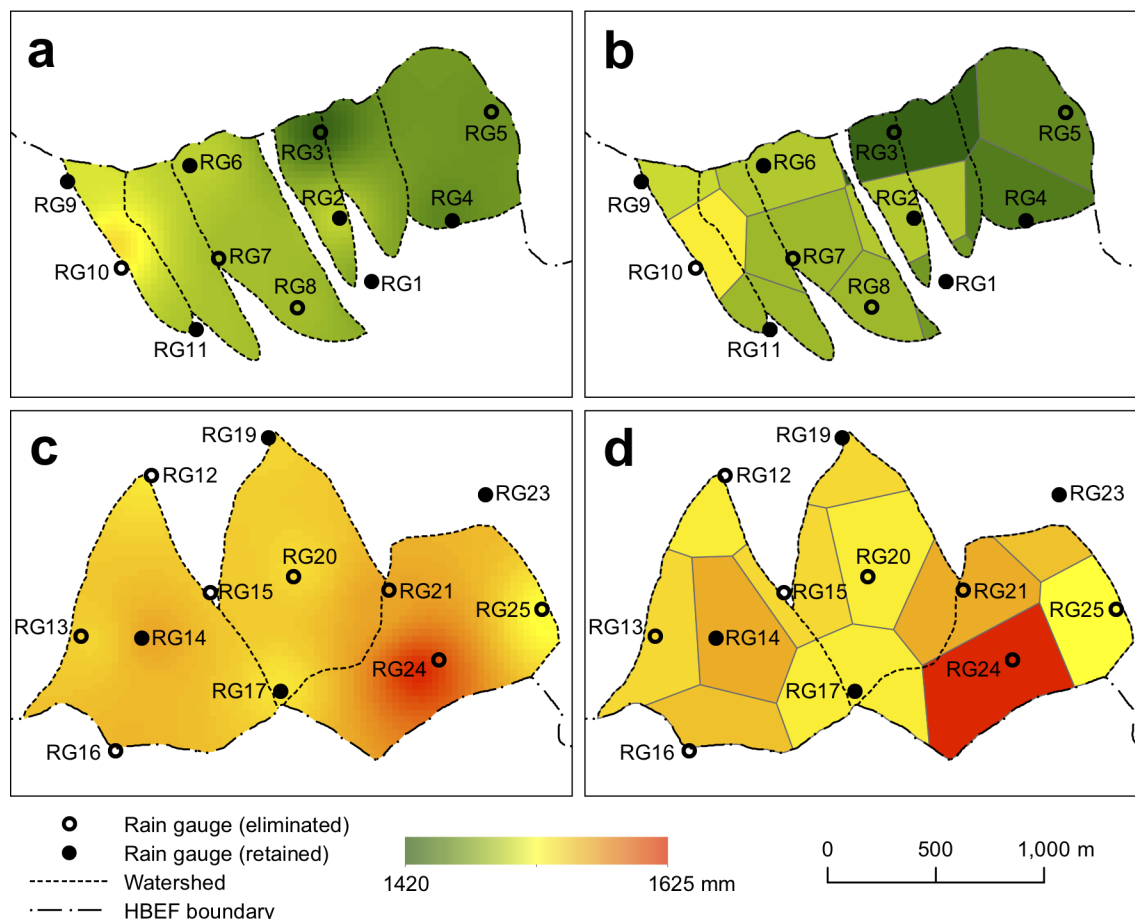 a
RG6
RG3
RG5
RG9
RG2
RG4
RG10
RG7
RG1
RG8
RG11
b
RG6
RG3
RG5
RG9
RG2
RG4
RG10
RG7
RG1
RG8
RG11
c
RG19
RG12
RG23
RG20
RG15
RG21
RG25
RG13
RG14
RG24
RG17
RG16
d
RG19
RG12
RG23
RG20
RG15
RG21
RG25
RG13
RG14
RG24
RG17
RG16
Rain gauge (eliminated)
Rain gauge (retained)
Watershed
HBEF boundary
1420 1625 mm
0 500 1,000 m